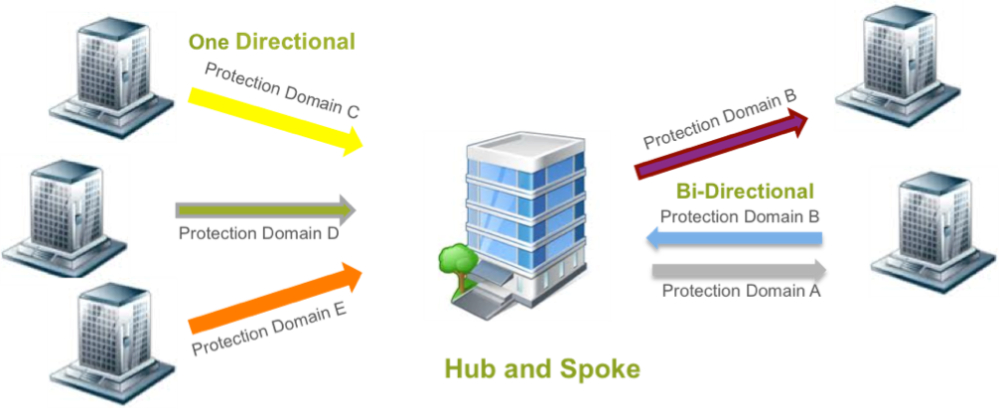 One Directional
Protection Domain C
Protection Domain B
Bi-Directional
Protection Domain B
Protection Domain D
Protection Domain A
Protection Domain E
Hub and Spoke